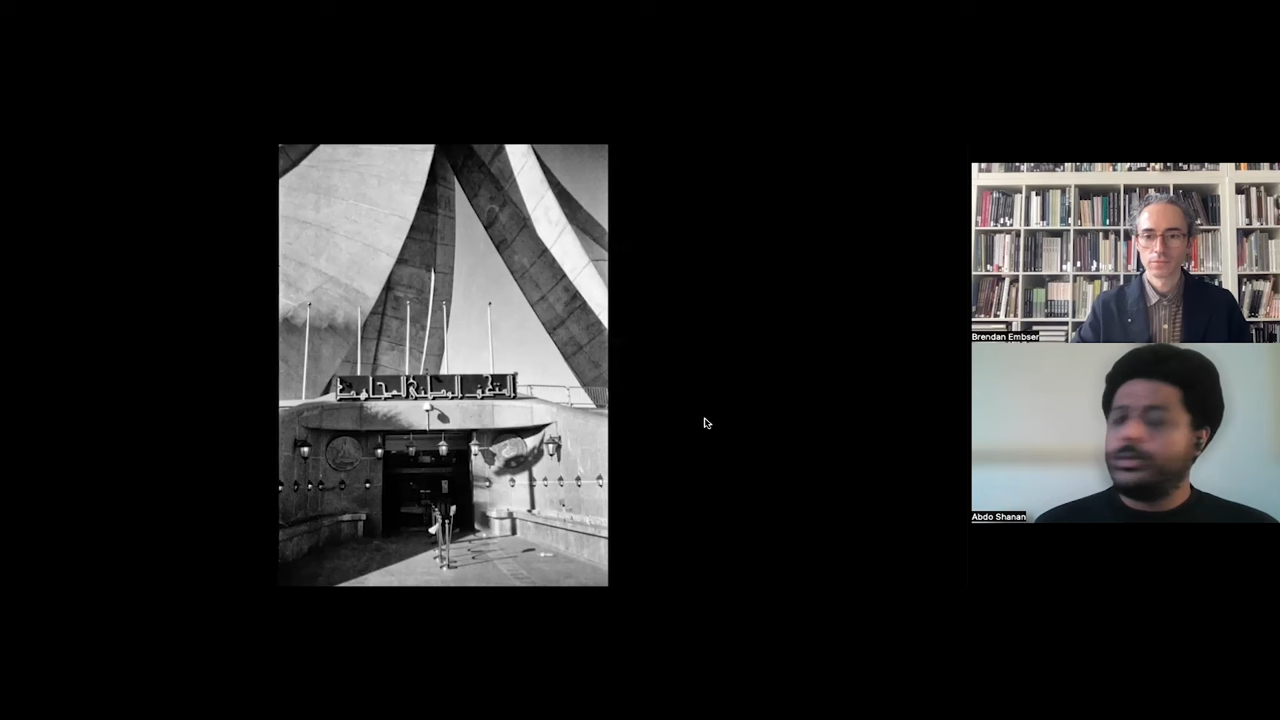 المتحف الوطني للمجاهد
Brendan Embser
Abdo Shanan